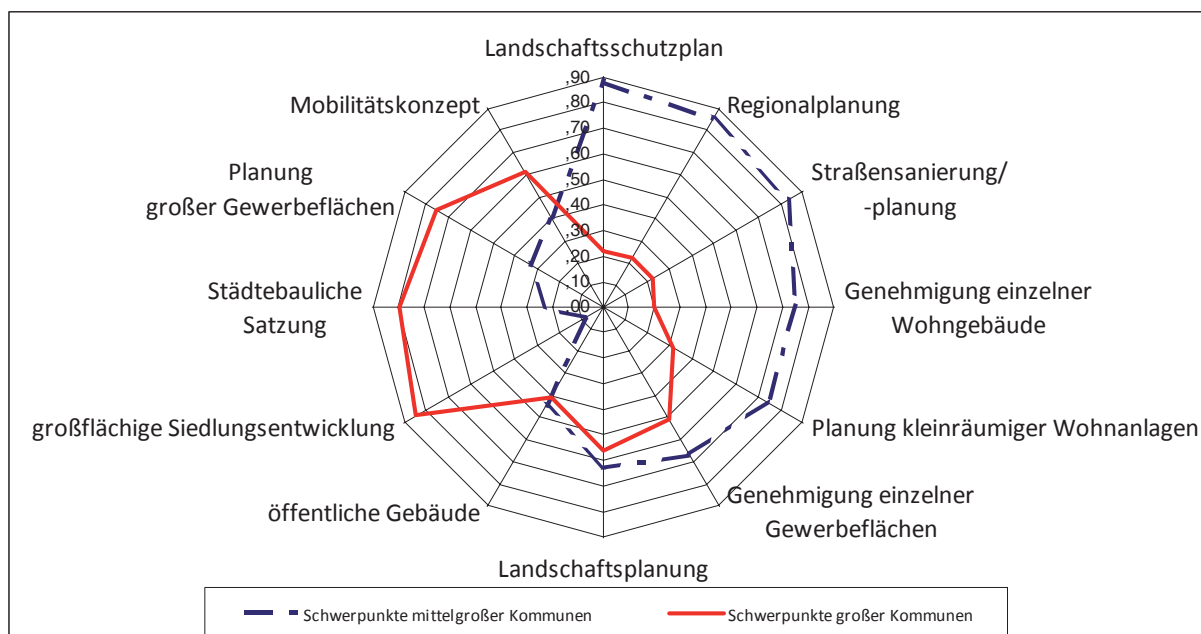 Landschaftsschutzplan
,90
,80
,70
,60
,50
,40
,30
,20
,10
,00
Regionalplanung
Straßensanierung/
-planung
Genehmigung einzelner
Wohngebäude
Planung kleinräumiger Wohnanlagen
Genehmigung einzelner
Gewerbeflächen
Landschaftsplanung
öffentliche Gebäude
großflächige Siedlungsentwicklung
Städtebauliche
Satzung
Planung
großer Gewerbeflächen
Mobilitätskonzept
Schwerpunkte mittelgroßer Kommunen
Schwerpunkte großer Kommunen